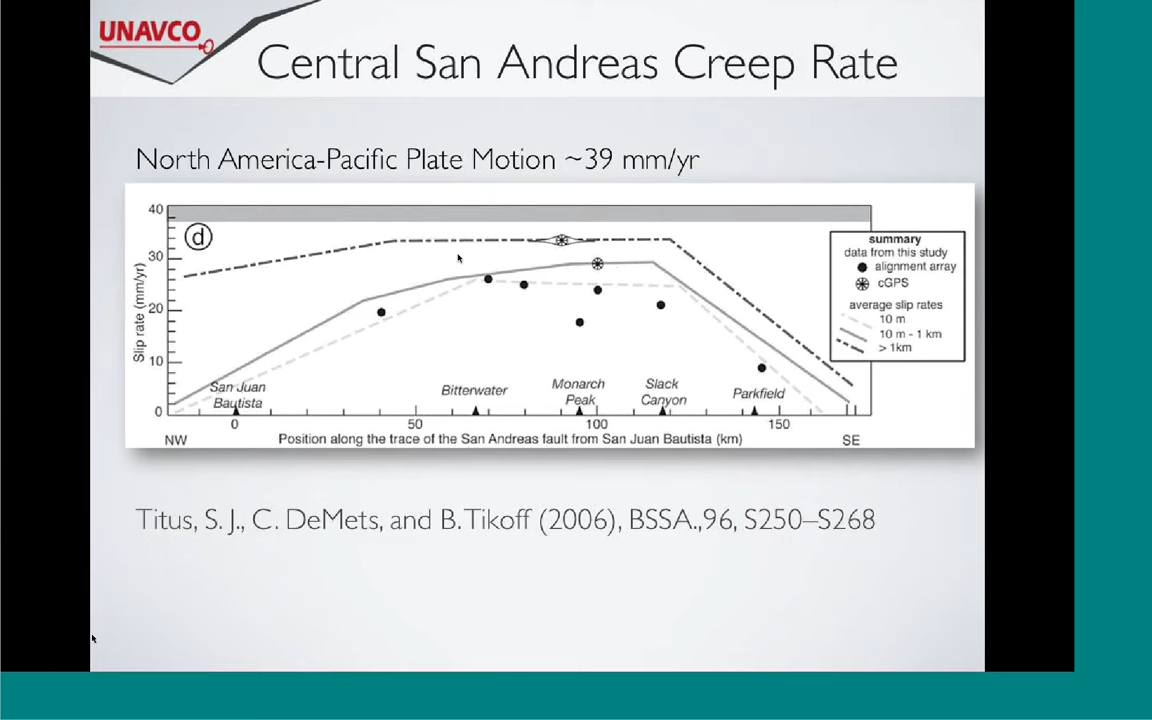 UNAVCO
Central San Andreas Creep Rate
North America-Pacific Plate Motion ~39 mm/yr
40
30
20
10
0
Slip rate (mm/yr)
d
summary
data from this study
alignment array
cGPS
average slip rates
10 m
10 m - 1 km
> 1km
San Juan
Bautista
Bitterwater
Monarch
Peak
Slack
Canyon
Parkfield
0
50
100
150
NW
Position along the trace of the San Andreas fault from San Juan Bautista (km)
SE
Titus, S. J., C. DeMets, and B. Tikoff (2006), BSSA.,96, S250–S268